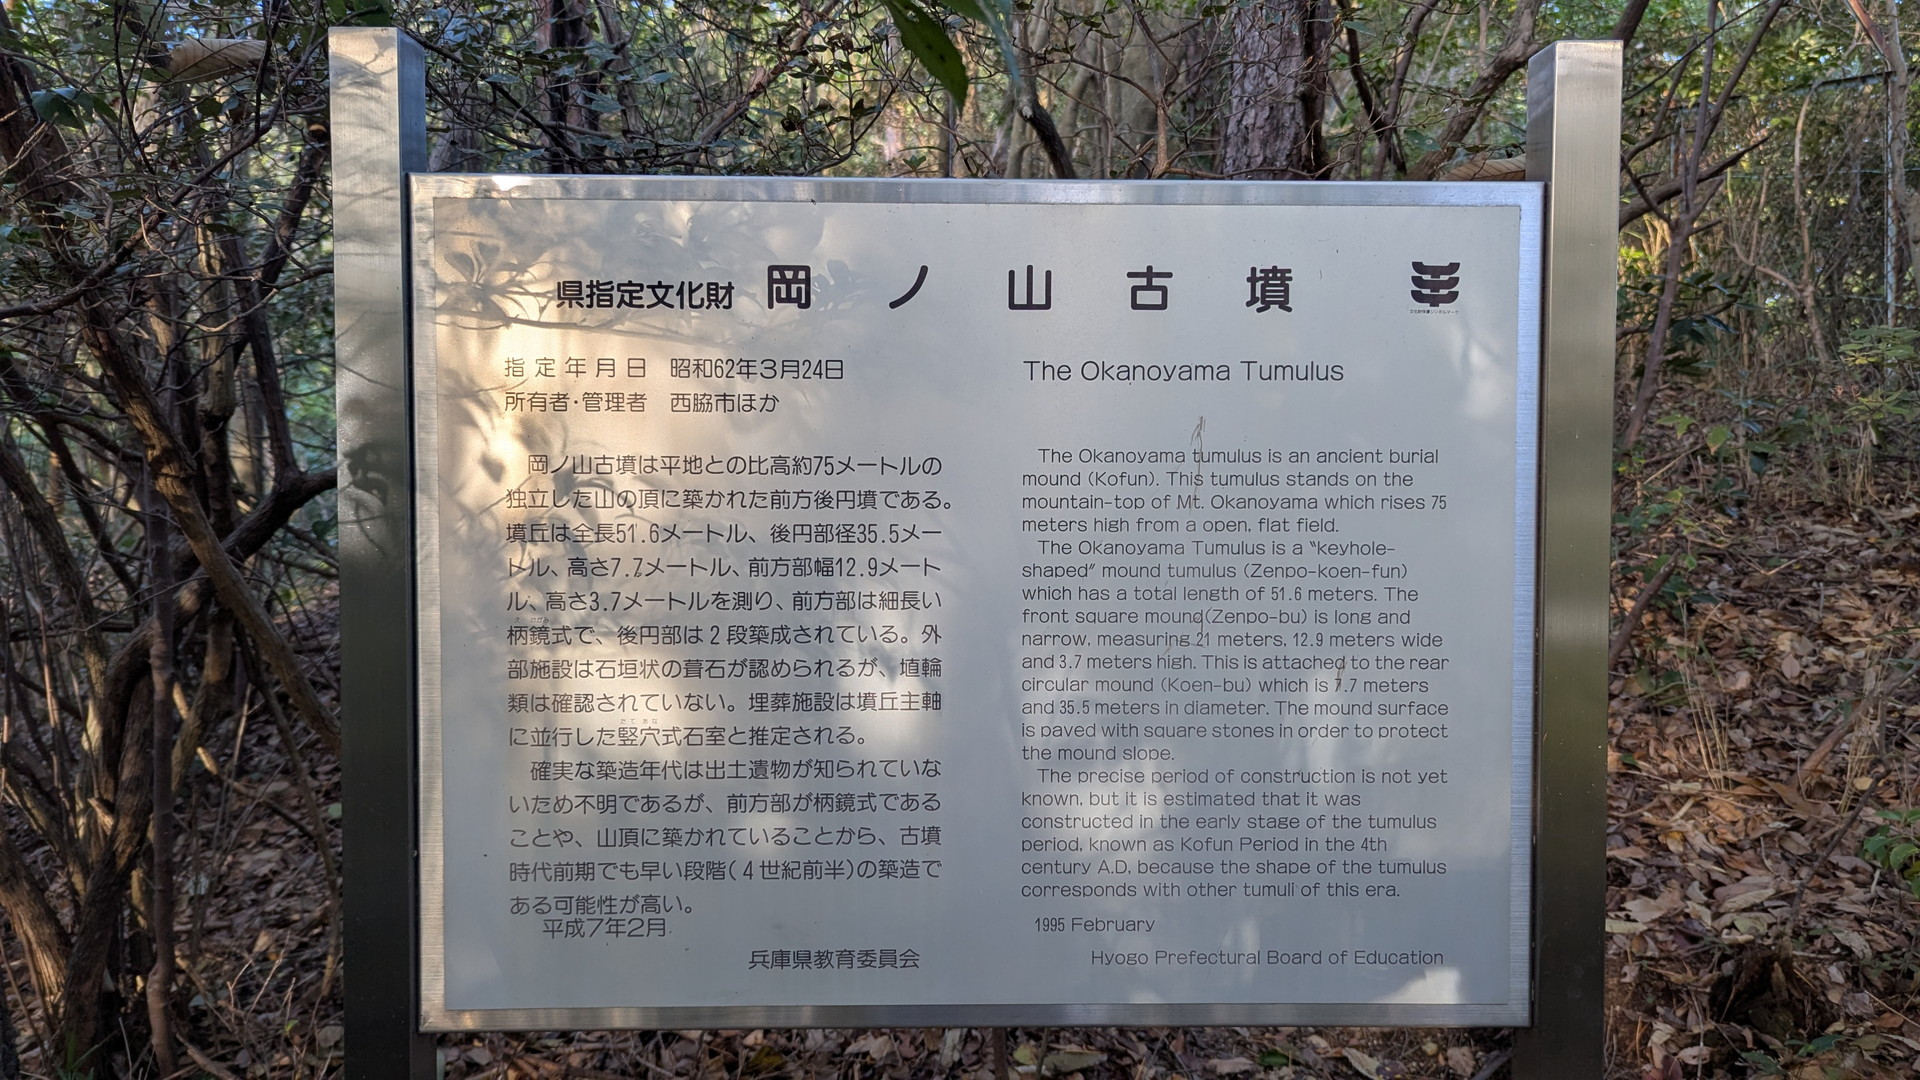 県指定文化財 岡ノ山古墳
指定年月日 昭和62年3月24日
所有者・管理者 西脇市ほか
岡ノ山古墳は平地との比高約75メートルの
独立した山の頂に築かれた前方後円墳である。
墳丘は全長51.6メートル、後円部径35.5メー
トル、高さ7.7メートル、前方部幅12.9メート
ル、高さ3.7メートルを測り、前方部は細長い
柄鏡式で、後円部は2段築成されている。外
部施設は石垣状の葺石が認められるが、埴輪
類は確認されていない。埋葬施設は墳丘主軸
たて あな
に並行した竪穴式石室と推定される。
確実な築造年代は出土遺物が知られていな
いため不明であるが、前方部が柄鏡式である
ことや、山頂に築かれていることから、古墳
時代前期でも早い段階(4世紀前半)の築造で
ある可能性が高い。
平成7年2月
兵庫県教育委員会
The Okanoyama Tumulus
The Okanoyama tumulus is an ancient burial
mound (Kofun). This tumulus stands on the
mountain-top of Mt. Okanoyama which rises 75
meters high from a open, flat field.
The Okanoyama Tumulus is a "keyhole-
shaped" mound tumulus (Zenpo-koen-fun)
which has a total length of 51.6 meters. The
front square mound(Zenpo-bu) is long and
narrow, measuring 21 meters, 12.9 meters wide
and 3.7 meters high. This is attached to the rear
circular mound (Koen-bu) which is 7.7 meters
and 35.5 meters in diameter. The mound surface
is paved with square stones in order to protect
the mound slope.
The precise period of construction is not yet
known, but it is estimated that it was
constructed in the early stage of the tumulus
period, known as Kofun Period in the 4th
century A.D, because the shape of the tumulus
corresponds with other tumuli of this era.
1995 February
Hyogo Prefectural Board of Education